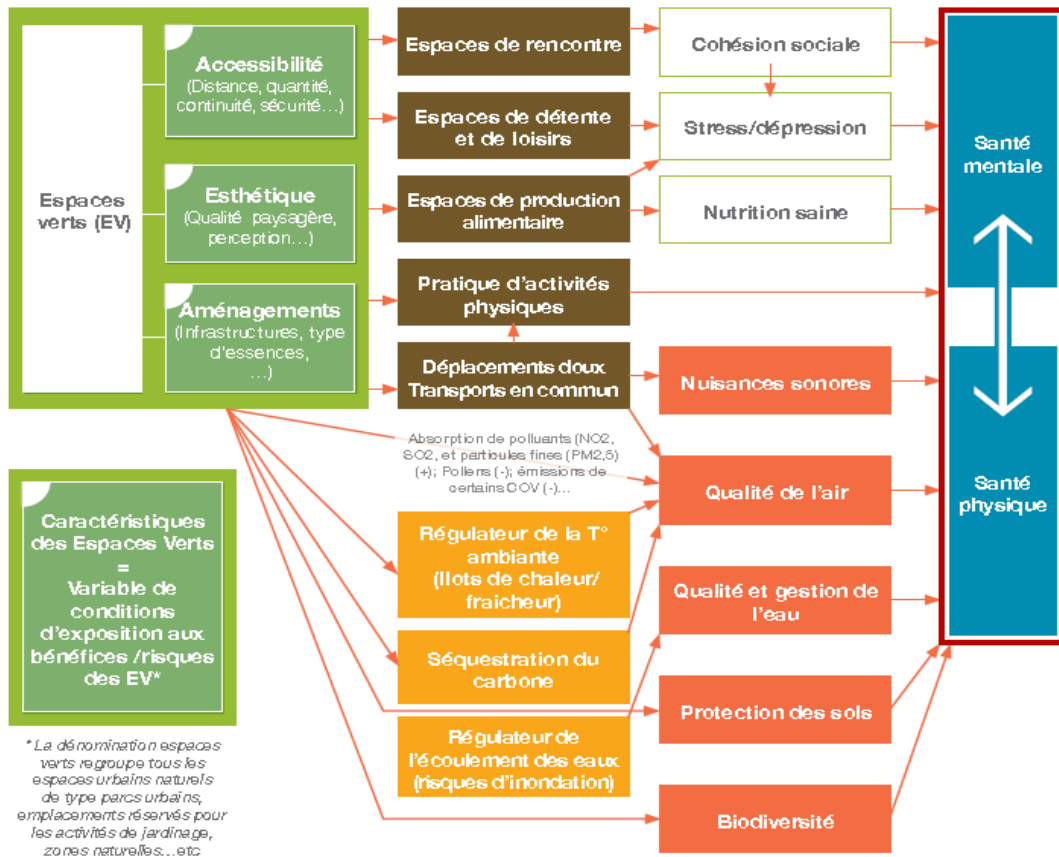 Espaces
verts (EV)
Accessibilité
(Distance, quantité,
continuité, sécurité...)
Esthétique
(Qualité paysagère,
perception...)
Aménagements
(Infrastructures, type
d'essences,
...)
Espaces de rencontre
Espaces de détente
et de loisirs
Espaces de production
alimentaire
Pratique d'activités
physiques
Déplacements doux
Transports en commun
Cohésion sociale
Stress/dépression
Nutrition saine
Nuisances sonores
Absorption de polluants (NO2,
SO2, et particules fines (PM2,5)
(+); Pollens (-); émissions de
certains COV (-)...
Qualité de l'air
Régulateur de la T°
ambiante
(Ilots de chaleur/
fraicheur)
Qualité et gestion de
l'eau
Séquestration du
carbone
Protection des sols
Régulateur de
l'écoulement des eaux
(risques d'inondation)
Biodiversité
Santé
mentale
Santé
physique
Caractéristiques
des Espaces Verts
=
Variable de
conditions
d'exposition aux
bénéfices /risques
des EV*
* La dénomination espaces
verts regroupe tous les
espaces urbains naturels
de type parcs urbains,
emplacements réservés pour
les activités de jardinage,
zones naturelles...etc